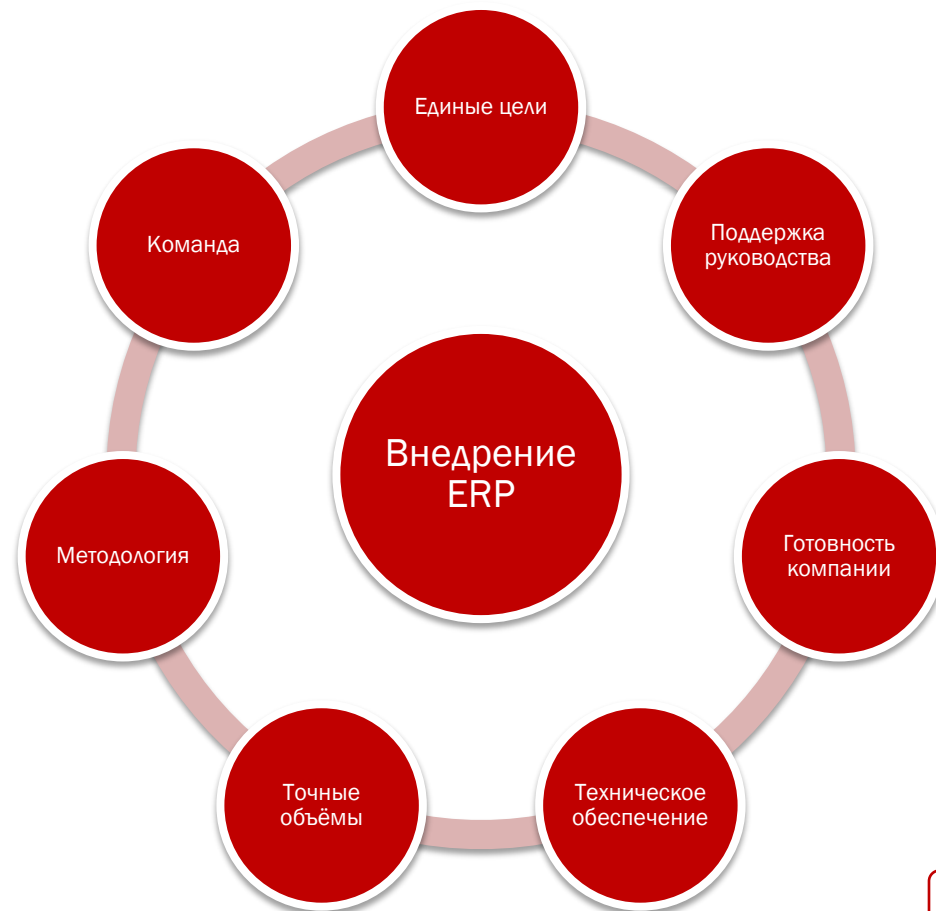 Единые цели
Поддержка
руководства
Готовность
компании
Техническое
обеспечение
Точные
объёмы
Методология
Команда
Внедрение
ERP